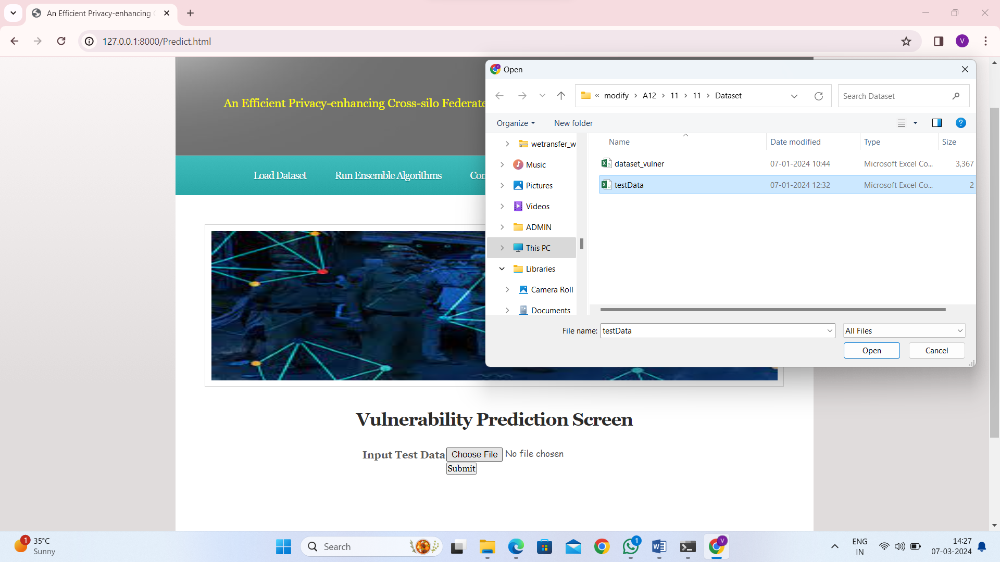 An Efficient Privacy-enhancing
127.0.0.1:8000/Predict.html
V
An Efficient Privacy-enhancing Cross-silo Federate
Load Dataset Run Ensemble Algorithms Con
Open
« modify > A12 > 11 > 11 > Dataset
Search Dataset
Organize New folder
Name Date modified Type Size
wetransfer_w
Music
Pictures
Videos
ADMIN
This PC
Libraries
Camera Roll
Documents
dataset_vulner 07-01-2024 10:44 Microsoft Excel Co... 3,367
testData 07-01-2024 12:32 Microsoft Excel Co... 2
File name: testData All Files
Open Cancel
Vulnerability Prediction Screen
Input Test Data Choose File No file chosen
Submit
1
35°C
Sunny
Search
1
V
ENG
IN
14:27
07-03-2024